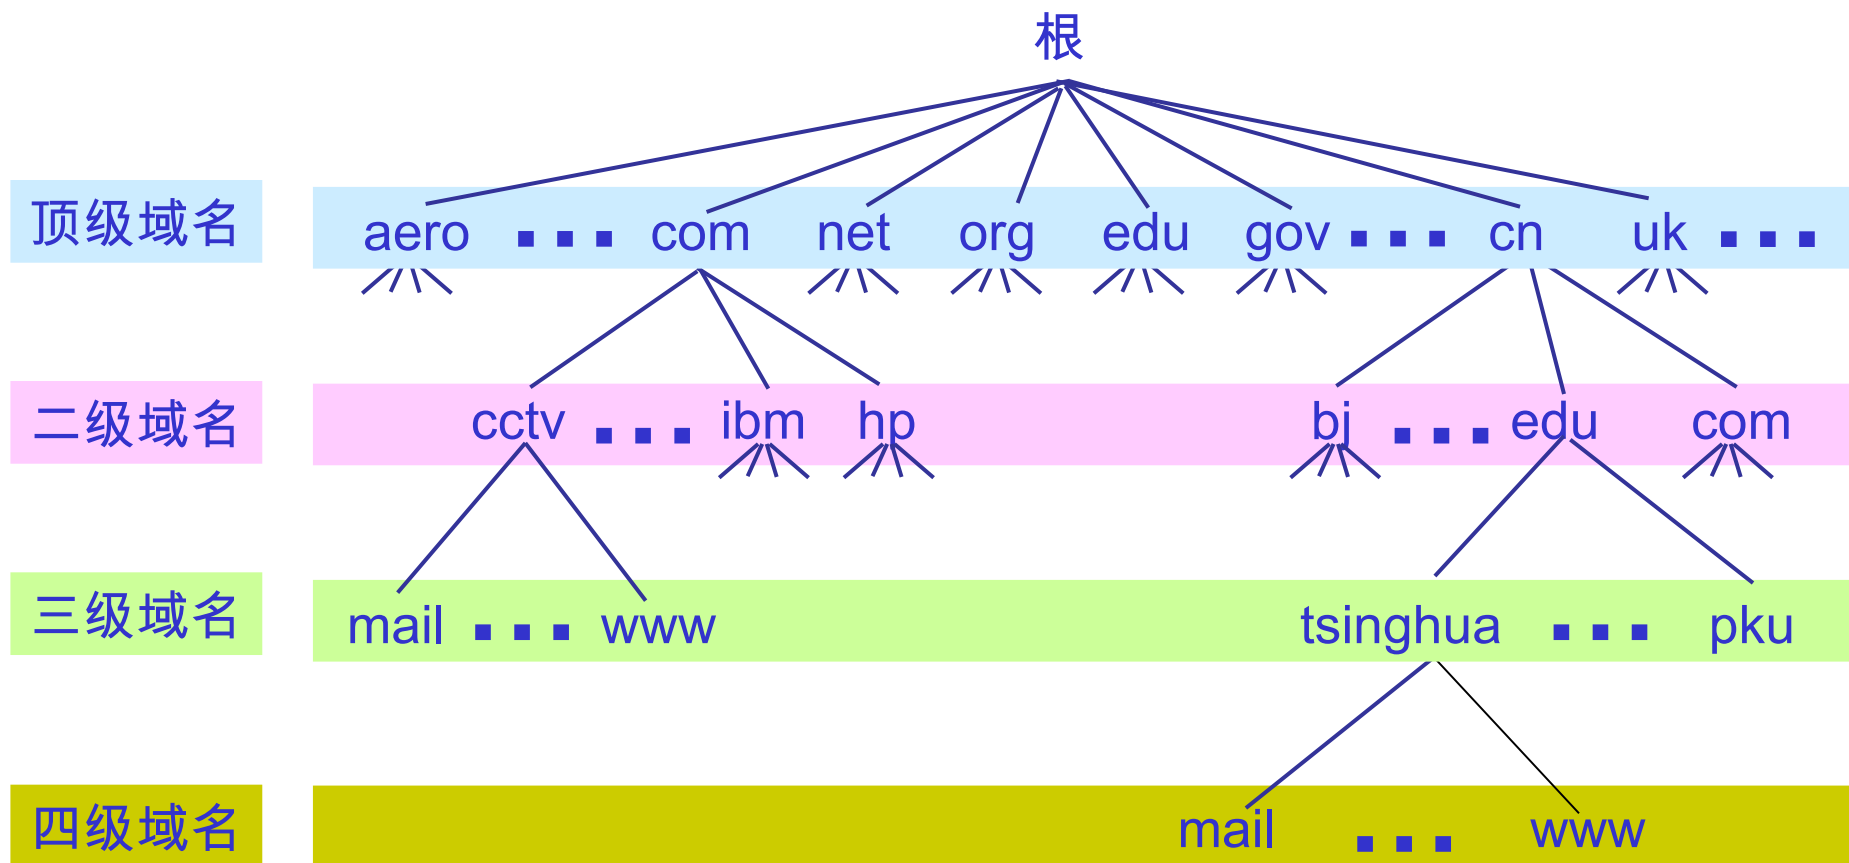 根
顶级域名 aero ... com net org edu gov ... cn uk ...
二级域名 cctv ... ibm hp bj ... edu com
三级域名 mail ... www tsinghua ... pku
四级域名 mail ... www